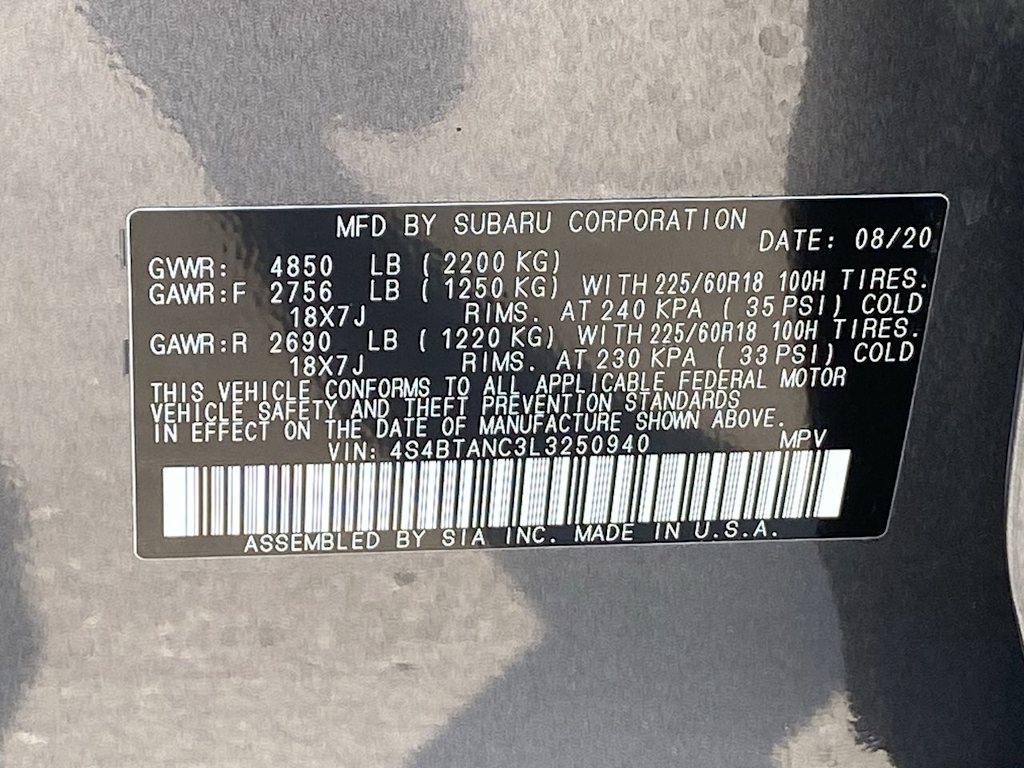 MFD BY SUBARU CORPORATION
DATE: 08/20
GVWR: 4850 LB ( 2200 KG)
GAWR:F 2756 LB ( 1250 KG) WITH 225/60R18 100H TIRES.
18X7J RIMS. AT 240 KPA ( 35 PSI) COLD
GAWR:R 2690 LB ( 1220 KG) WITH 225/60R18 100H TIRES.
18X7J RIMS. AT 230 KPA ( 33 PSI) COLD
THIS VEHICLE CONFORMS TO ALL APPLICABLE FEDERAL MOTOR
VEHICLE SAFETY AND THEFT PREVENTION STANDARDS
IN EFFECT ON THE DATE OF MANUFACTURE SHOWN ABOVE.
VIN: 4S4BTANC3L3250940 MPV
ASSEMBLED BY SIA INC. MADE IN U.S.A.